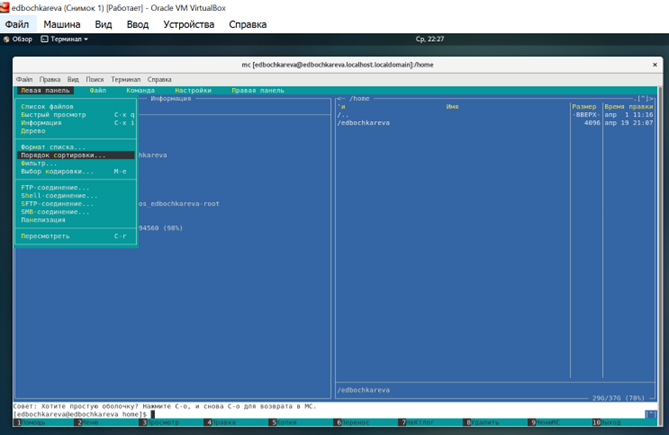 edbochkareva (Снимок 1) [Работает] - Oracle VM VirtualBox
Файл Машина Вид Ввод Устройства Справка
Обзор Терминал Ср, 22:27
mc [edbochkareva@edbochkareva.localhost.localdomain]:/home
Файл Правка Вид Поиск Терминал Справка
Левая панель Файл Команда Настройки Правая панель
Информация <- /home .[^]>
Список файлов 'и Имя Размер Время правки
Быстрый просмотр C-x q /.. -ВВЕРХ- апр 1 11:16
Информация C-x i /edbochkareva 4096 апр 19 21:07
Дерево
Формат списка...
Порядок сортировки... hkareva
Фильтр...
Выбор кодировки... M-e
FTP-соединение...
Shell-соединение...
SFTP-соединение... os_edbochkareva-root
SMB-соединение...
Панелизация
94560 (98%)
Пересмотреть C-r
/edbochkareva
29G/37G (78%)
Совет: Хотите простую оболочку? Нажмите C-o, и снова C-o для возврата в MC.
[edbochkareva@edbochkareva home]$ [^]
1Помощь 2Меню 3Просмотр 4Правка 5Копия 6Перенос 7НвКтлог 8Удалить 9МенюMC 10Выход